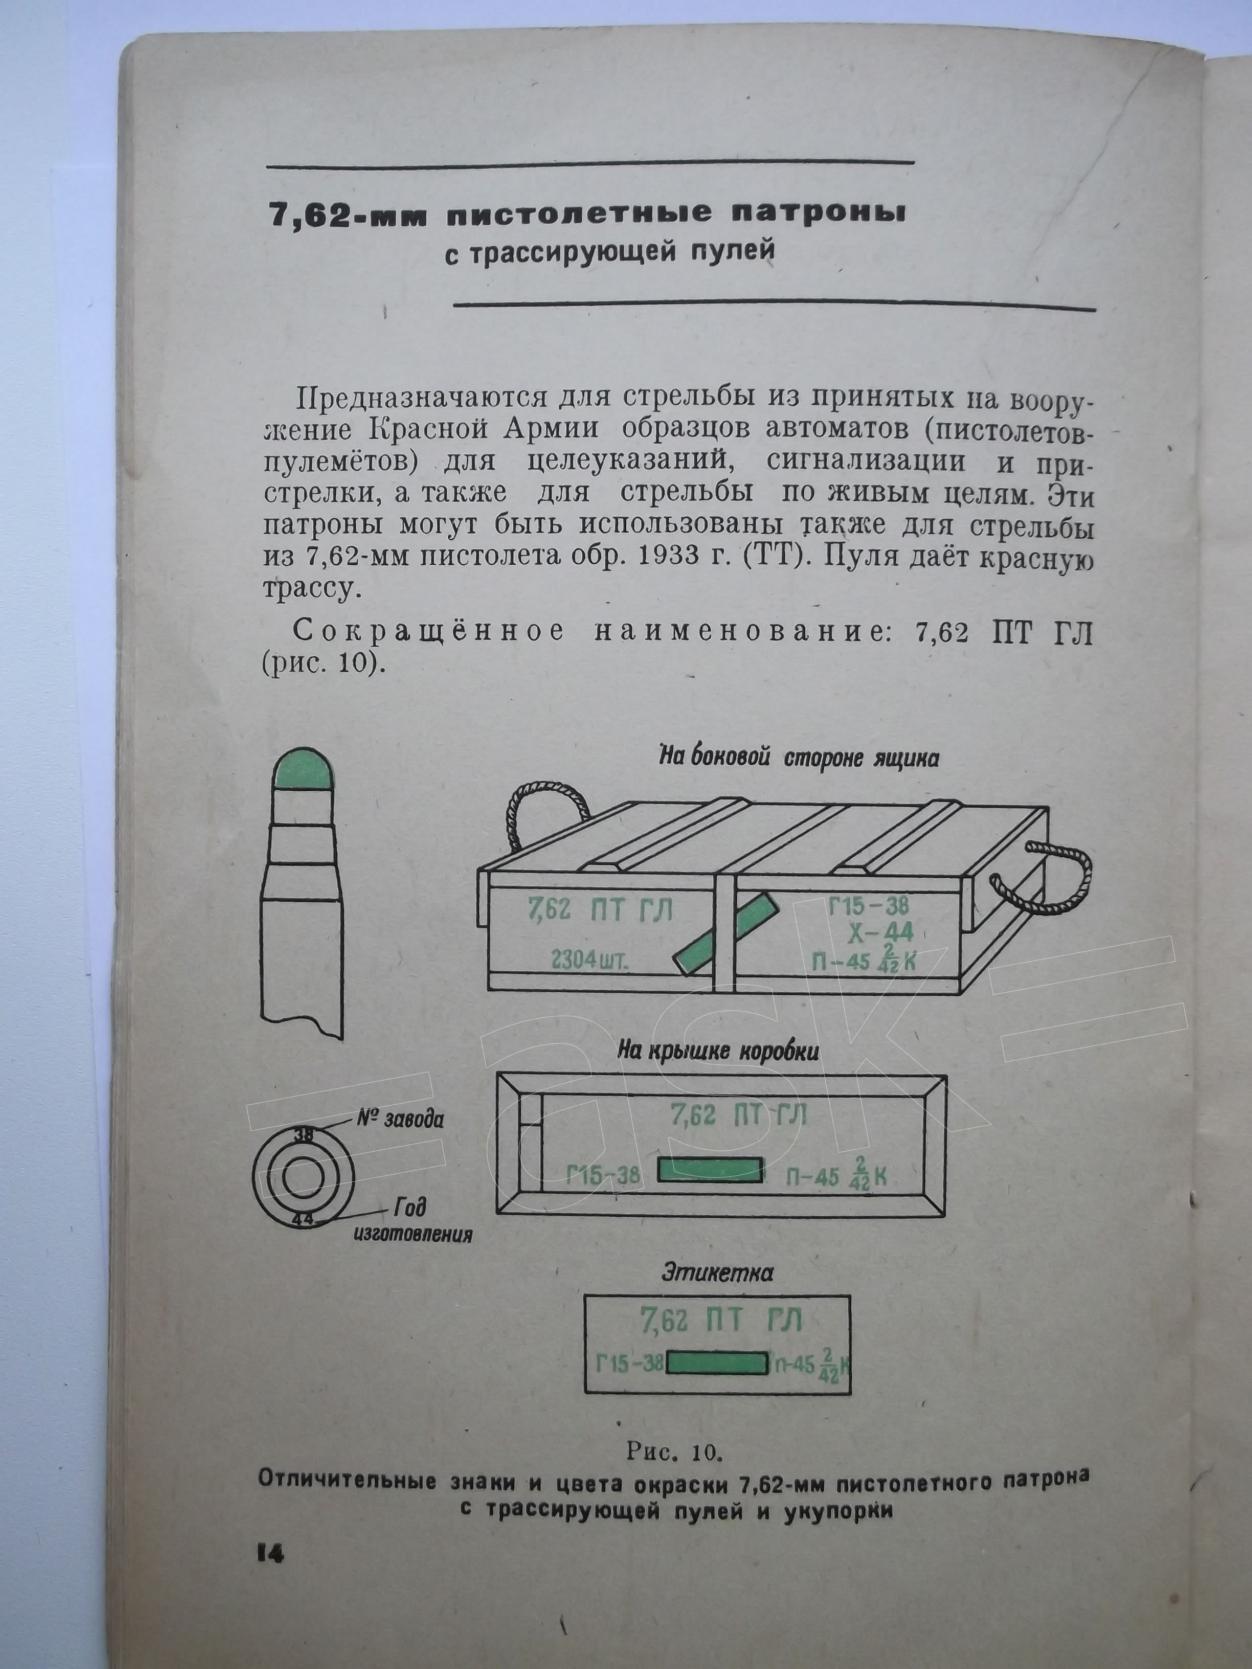 7,62-мм пистолетные патроны
с трассирующей пулей
Предназначаются для стрельбы из принятых на воору-
жение Красной Армии образцов автоматов (пистолетов-
пулемётов) для целеуказаний, сигнализации и при-
стрелки, а также для стрельбы по живым целям. Эти
патроны могут быть использованы также для стрельбы
из 7,62-мм пистолета обр. 1933 г. (ТТ). Пуля даёт красную
трассу.
Сокращённое наименование: 7,62 ПТ ГЛ
(рис. 10).
На боковой стороне ящика
7,62 ПТ ГЛ
2304 шт.
Г15-38
Х-44
П-45 2/42 К
На крышке коробки
7,62 ПТ ГЛ
Г15-38 П-45 2/42 К
№ завода
38
44
Год
изготовления
Этикетка
7,62 ПТ ГЛ
Г15-38 П-45 2/42 К
Рис. 10.
Отличительные знаки и цвета окраски 7,62-мм пистолетного патрона
с трассирующей пулей и укупорки
14
=ask=